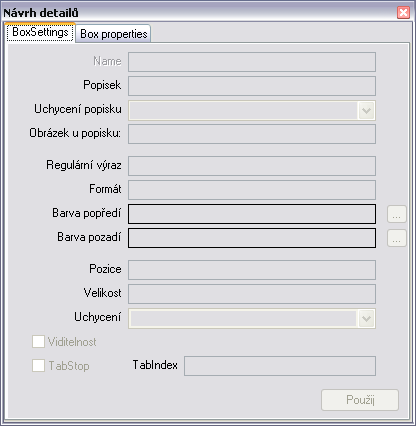 Návrh detailů
BoxSettings
Box properties
Name
Popisek
Uchycení popisku
Obrázek u popisku:
Regulární výraz
Formát
Barva popředí
...
Barva pozadí
...
Pozice
Velikost
Uchycení
Viditelnost
TabStop
TabIndex
Použij